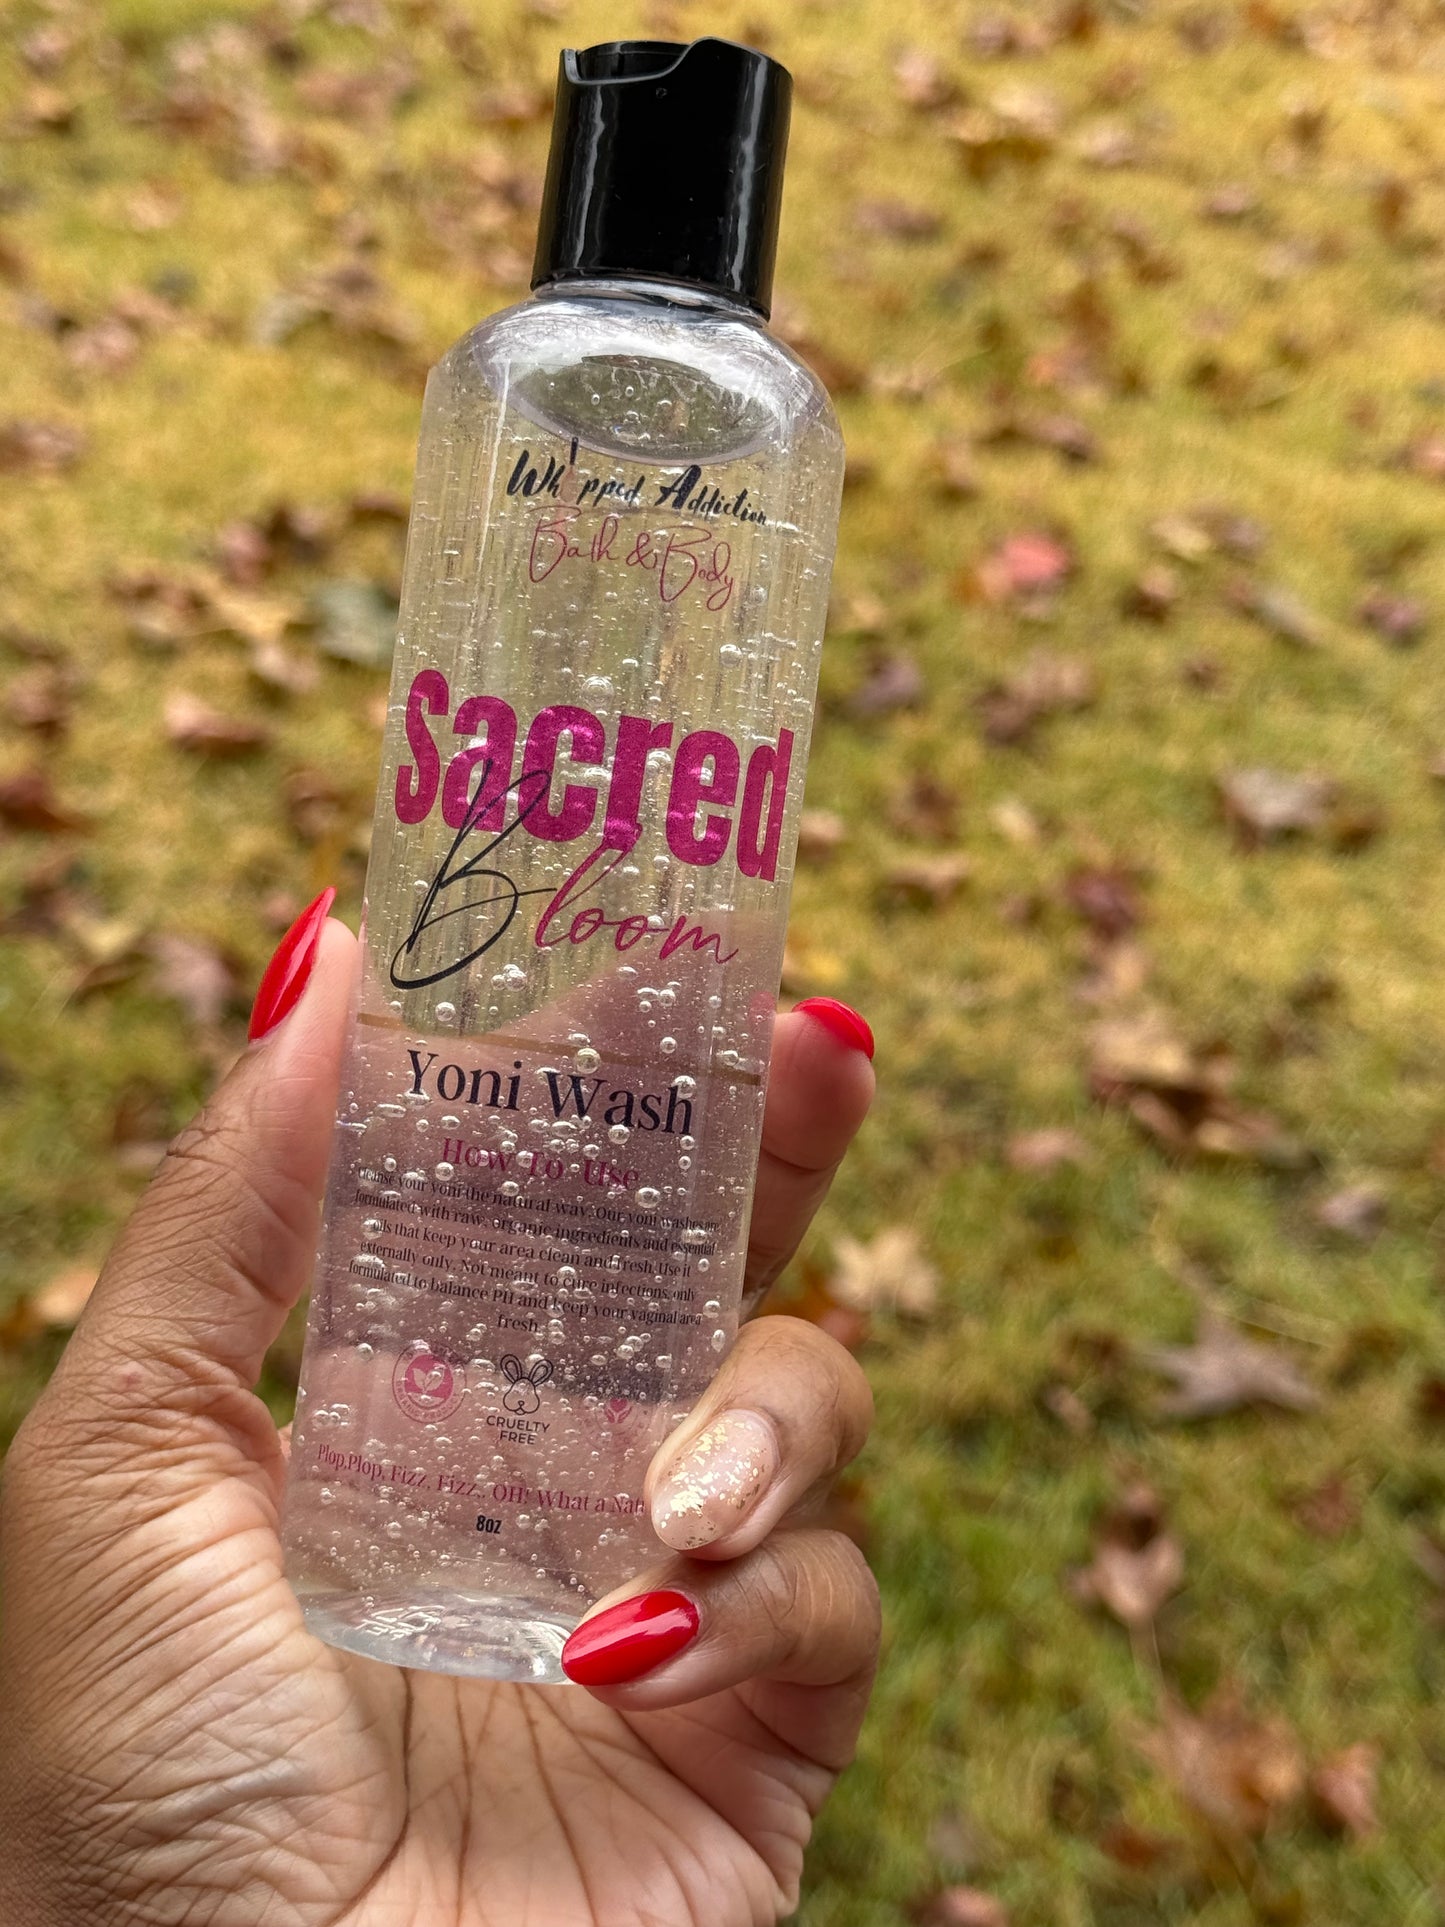 Whipped Addiction
Bath & Body
Sacred
Bloom
Yoni Wash
How To Use
Cleanse your yoni the natural way. Our yoni washes are
formulated with raw, organic ingredients and essential
oils that keep your area clean and fresh. Use it
externally only. Not meant to cure infections, only
formulated to balance PH and keep your vaginal area
fresh.
CRUELTY
FREE
Plop,Plop, Fizz, Fizz,. OH! What a
8oz